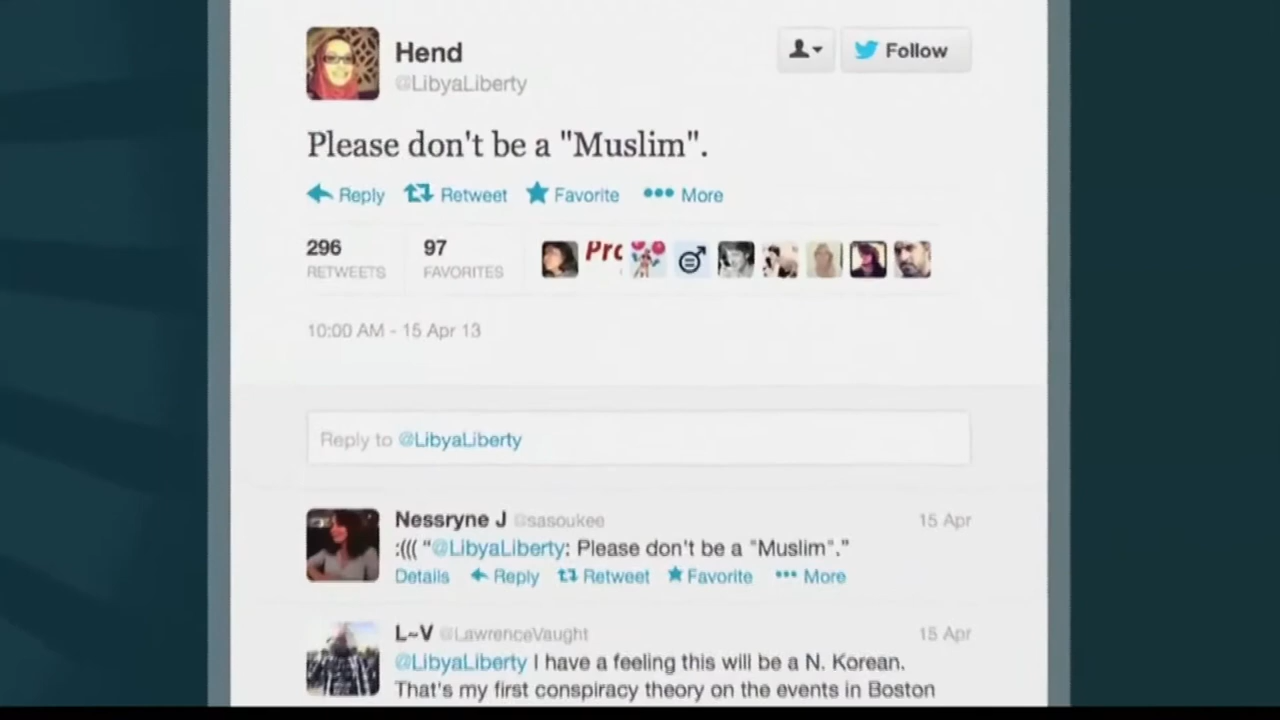 Hend
Follow
@LibyaLiberty
Please don't be a "Muslim".
Reply Retweet Favorite More
296 97
RETWEETS FAVORITES
Prc
10:00 AM - 15 Apr 13
Reply to @LibyaLiberty
Nessryne J @sasoukee 15 Apr
:((( “@LibyaLiberty: Please don't be a "Muslim".”
Details Reply Retweet Favorite More
L~V @LawrenceVaught 15 Apr
@LibyaLiberty I have a feeling this will be a N. Korean.
That's my first conspiracy theory on the events in Boston